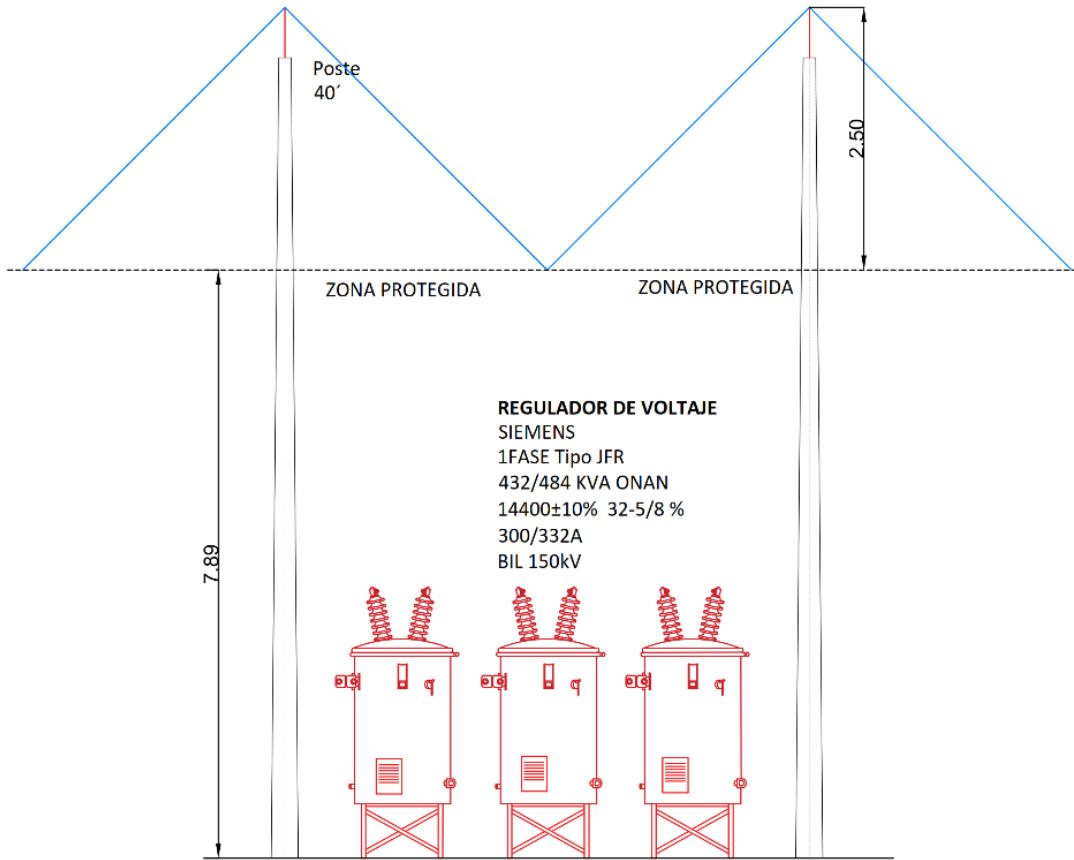 Poste
40´
2.50
ZONA PROTEGIDA
ZONA PROTEGIDA
REGULADOR DE VOLTAJE
SIEMENS
1FASE Tipo JFR
432/484 KVA ONAN
14400±10% 32-5/8 %
300/332A
BIL 150kV
7.89